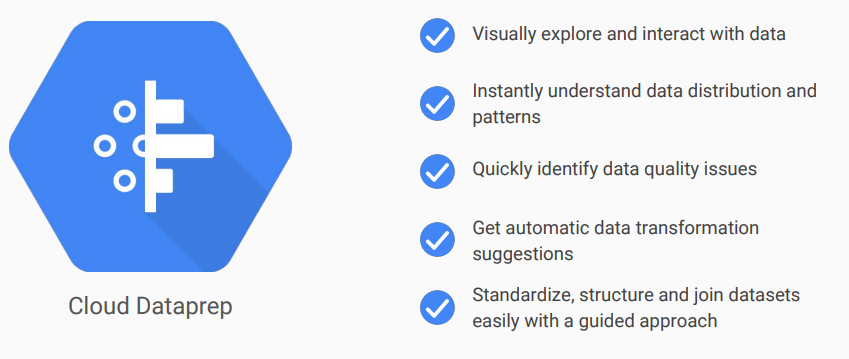 Visually explore and interact with data
Instantly understand data distribution and
patterns
Quickly identify data quality issues
Get automatic data transformation
suggestions
Standardize, structure and join datasets
easily with a guided approach
Cloud Dataprep